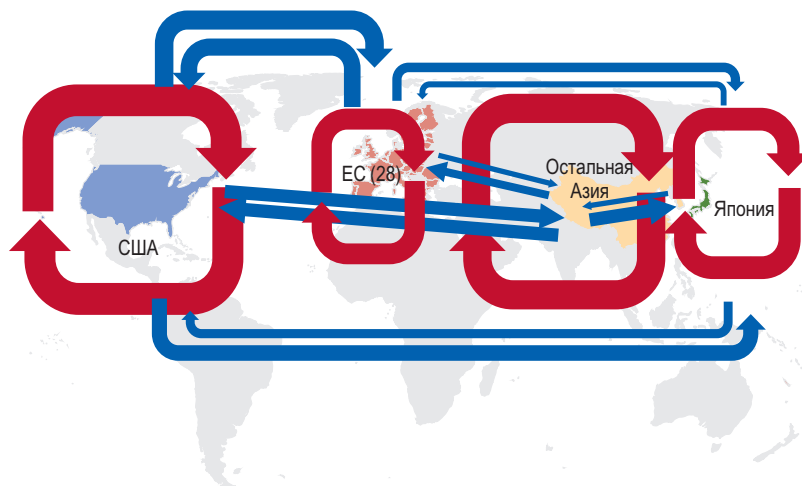 Остальная
Азия
ЕС (28)
Япония
США